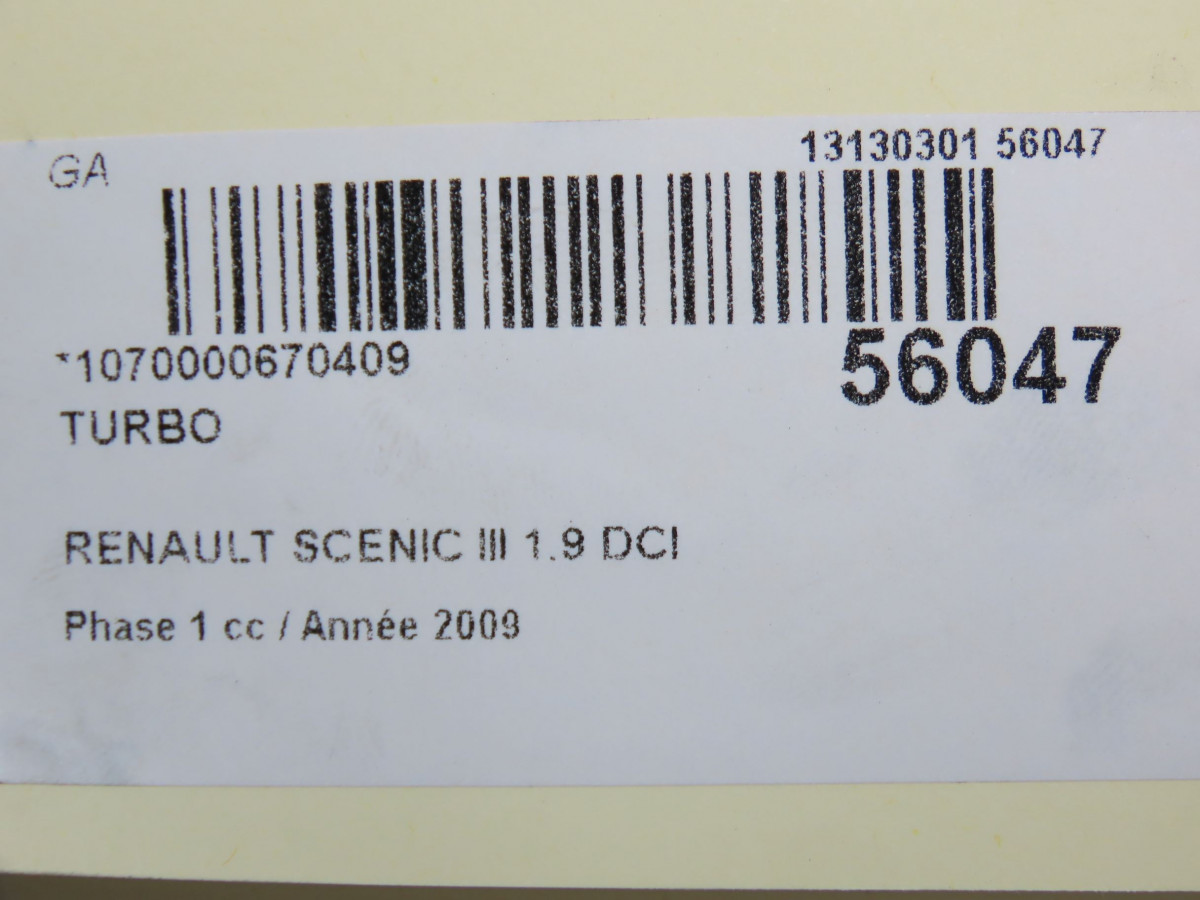 GA
13130301 56047
*1070000670409
56047
TURBO
RENAULT SCENIC III 1.9 DCI
Phase 1 cc / Année 2009